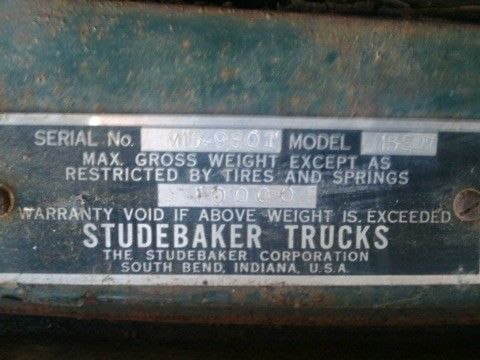 SERIAL No. MODEL
MAX. GROSS WEIGHT EXCEPT AS
RESTRICTED BY TIRES AND SPRINGS
10000
WARRANTY VOID IF ABOVE WEIGHT IS EXCEEDED
STUDEBAKER TRUCKS
THE STUDEBAKER CORPORATION
SOUTH BEND, INDIANA, U.S.A.